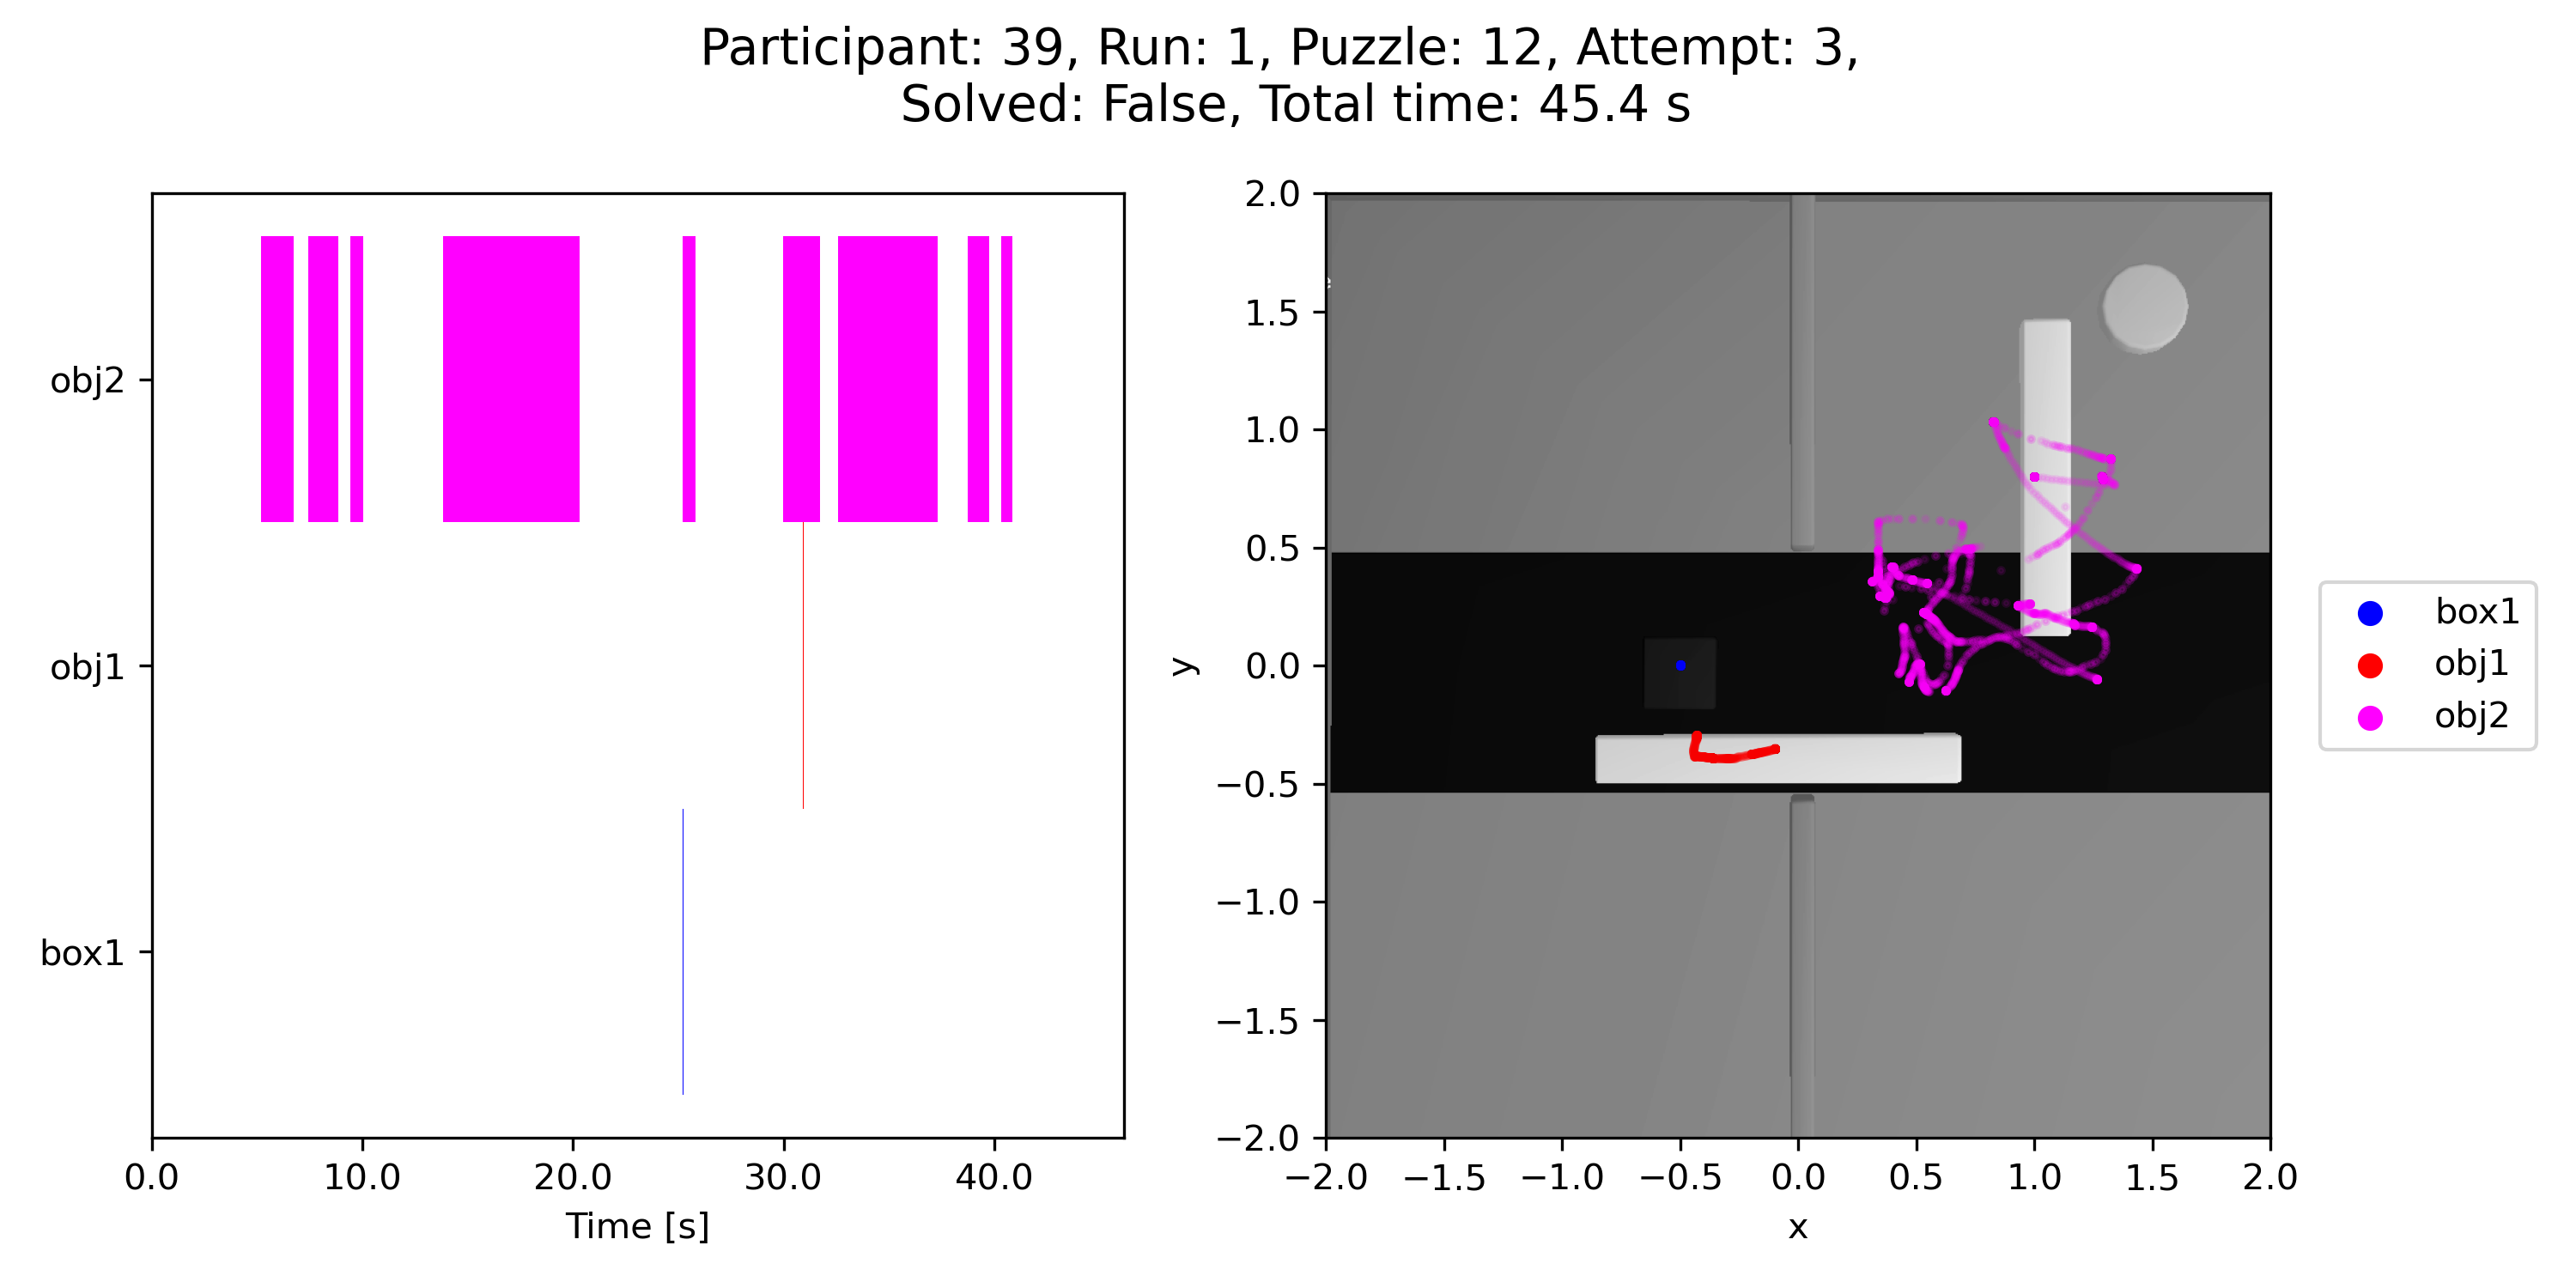 Participant: 39, Run: 1, Puzzle: 12, Attempt: 3,
Solved: False, Total time: 45.4 s
obj2
obj1
box1
0.0 10.0 20.0 30.0 40.0
Time [s]
y
2.0
1.5
1.0
0.5
0.0
−0.5
−1.0
−1.5
−2.0
−2.0 −1.5 −1.0 −0.5 0.0 0.5 1.0 1.5 2.0
x
box1
obj1
obj2